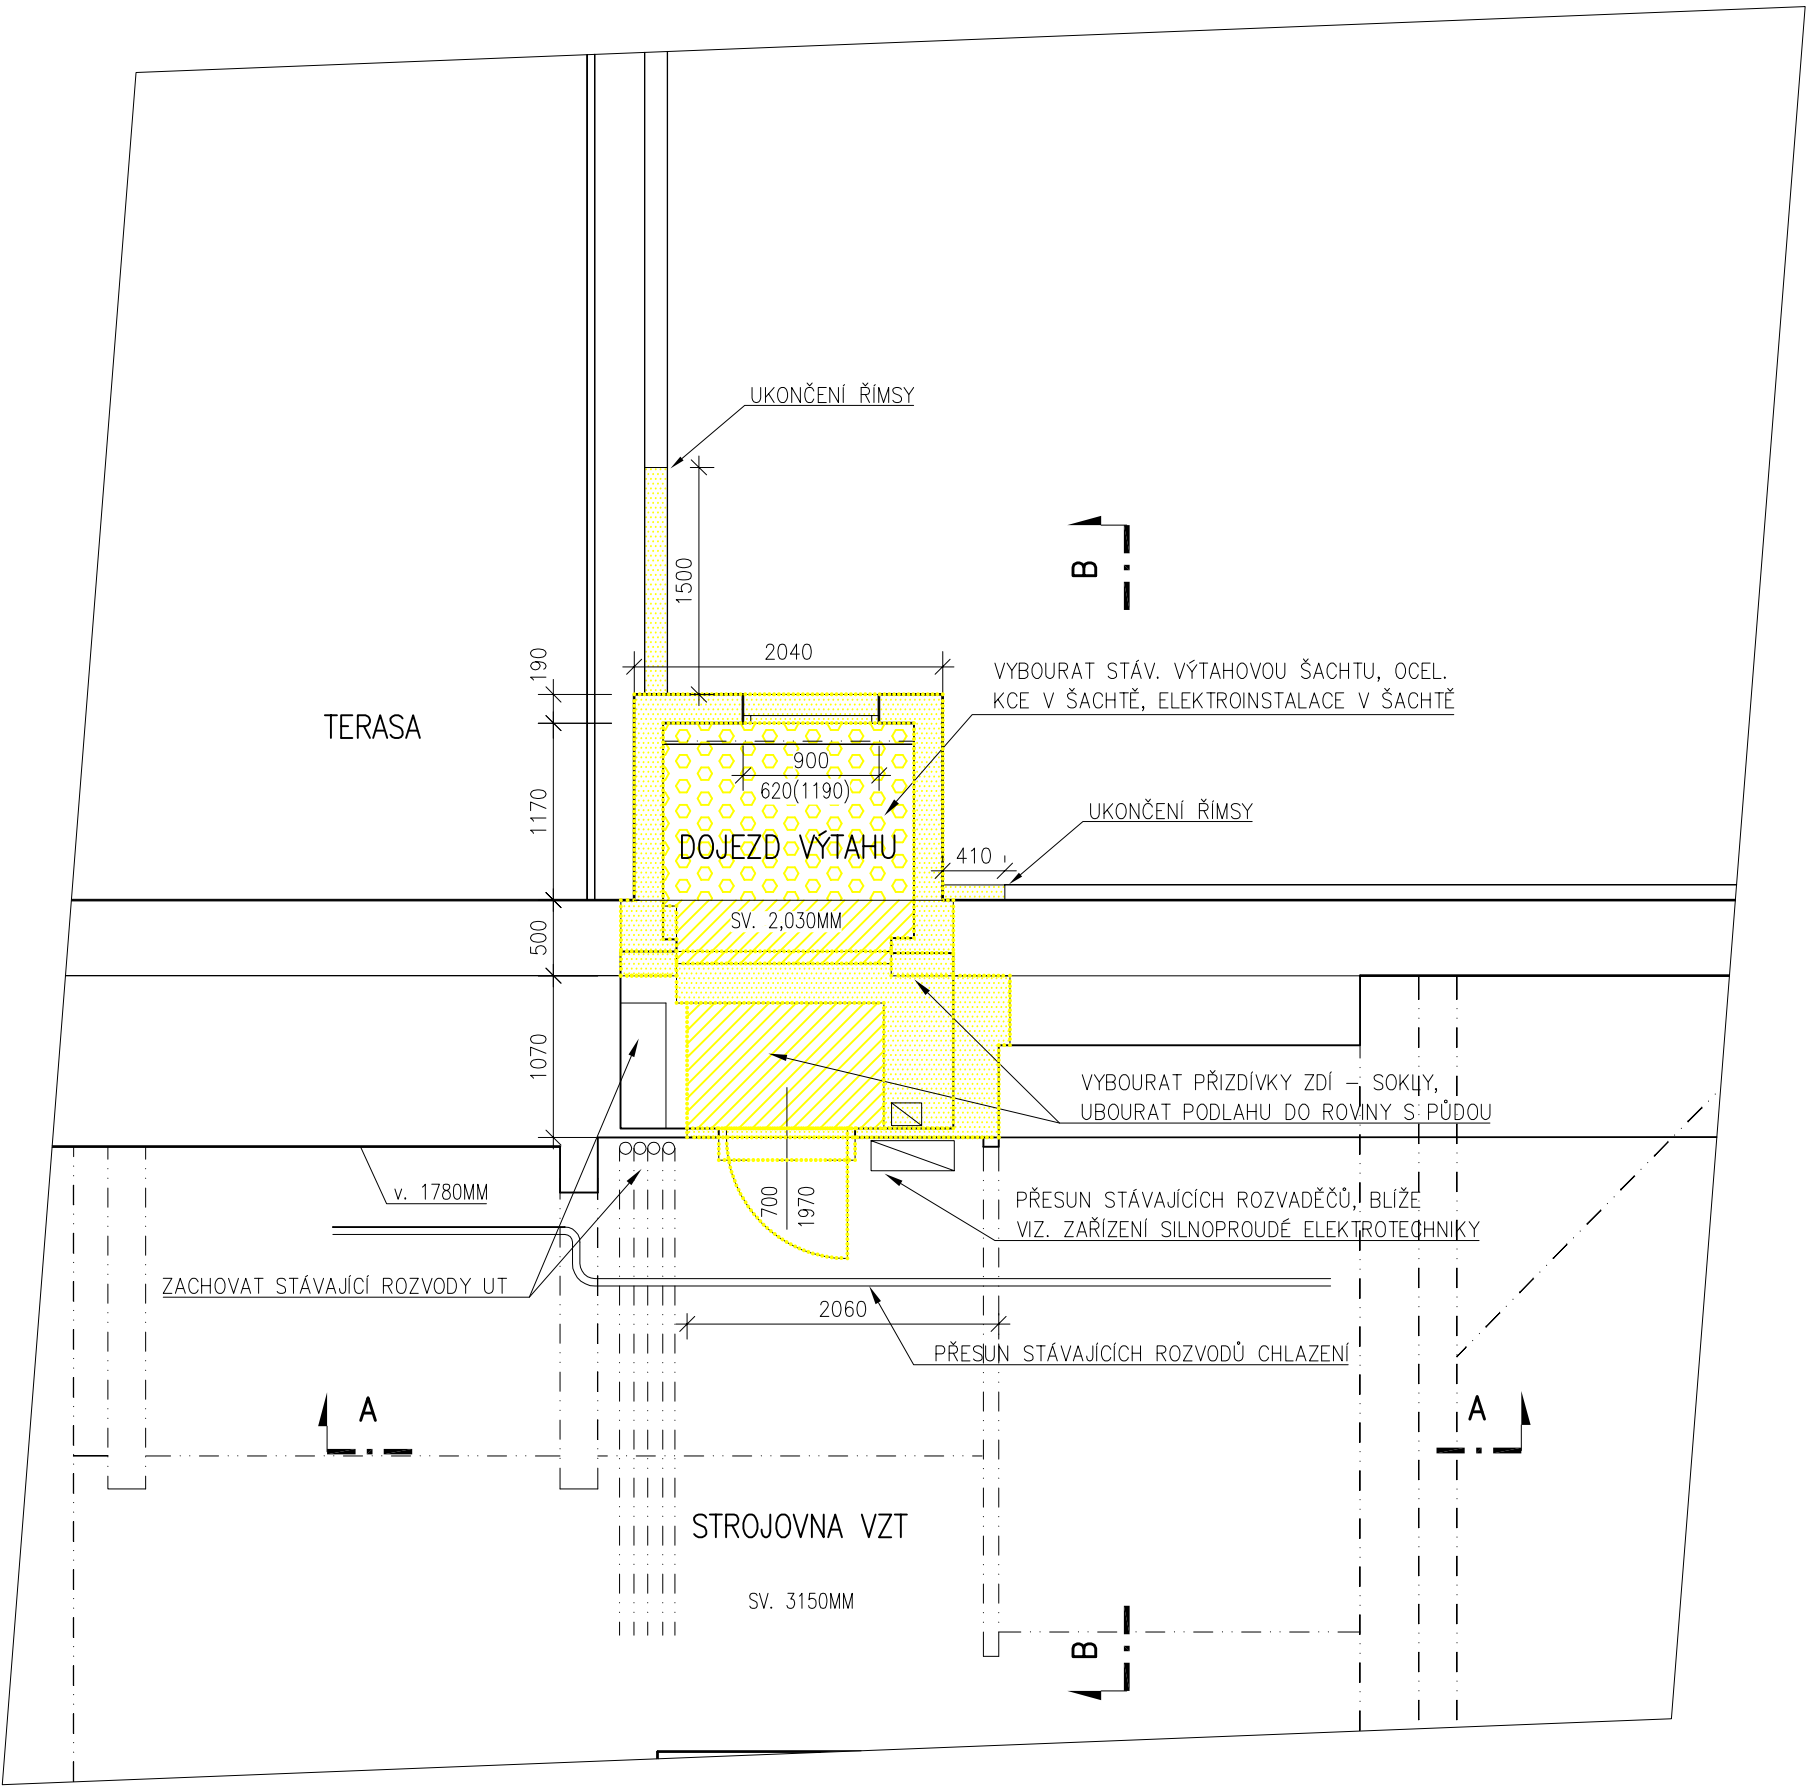 UKONČENÍ ŘÍMSY
1500
B
2040
190
VYBOURAT STÁV. VÝTAHOVOU ŠACHTU, OCEL.
KCE V ŠACHTĚ, ELEKTROINSTALACE V ŠACHTĚ
TERASA
900
620(1190)
1170
UKONČENÍ ŘÍMSY
DOJEZD VÝTAHU
410
SV. 2,030MM
500
1070
VYBOURAT PŘIZDÍVKY ZDÍ – SOKLY,
UBOURAT PODLAHU DO ROVINY S PŮDOU
v. 1780MM
700
1970
PŘESUN STÁVAJÍCÍCH ROZVADĚČŮ, BLÍŽE
VIZ. ZAŘÍZENÍ SILNOPROUDÉ ELEKTROTECHNIKY
ZACHOVAT STÁVAJÍCÍ ROZVODY UT
2060
PŘESUN STÁVAJÍCÍCH ROZVODŮ CHLAZENÍ
A
A
STROJOVNA VZT
SV. 3150MM
B